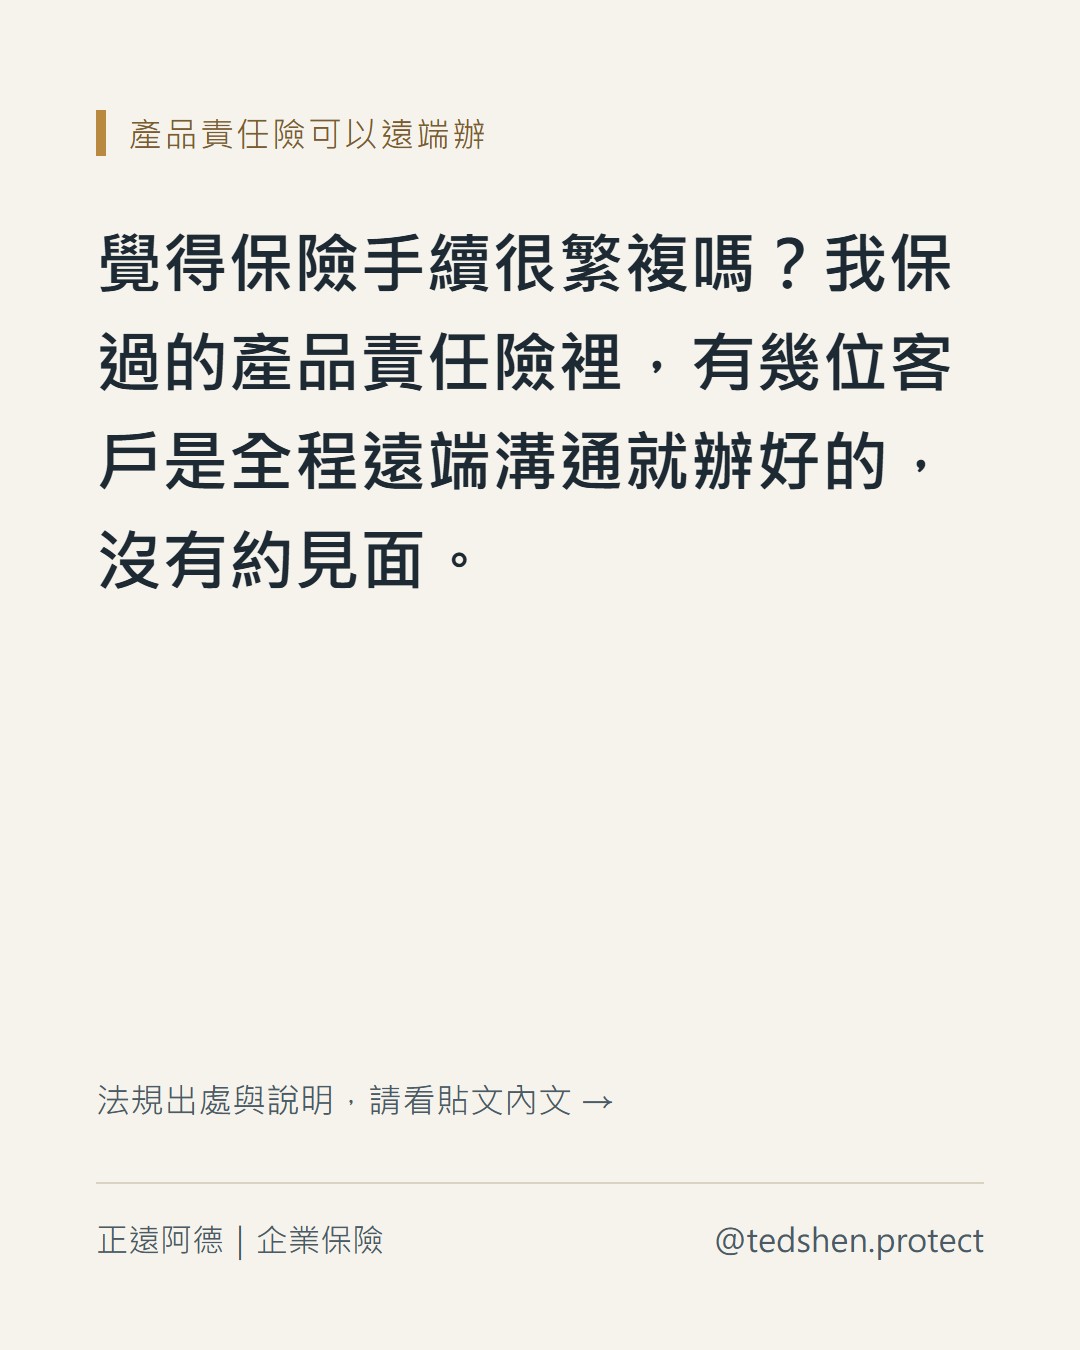 產品責任險可以遠端辦
覺得保險手續很繁複嗎？我保
過的產品責任險裡，有幾位客
戶是全程遠端溝通就辦好的，
沒有約見面。
法規出處與說明，請看貼文內文 →
正遠阿德｜企業保險
@tedshen.protect